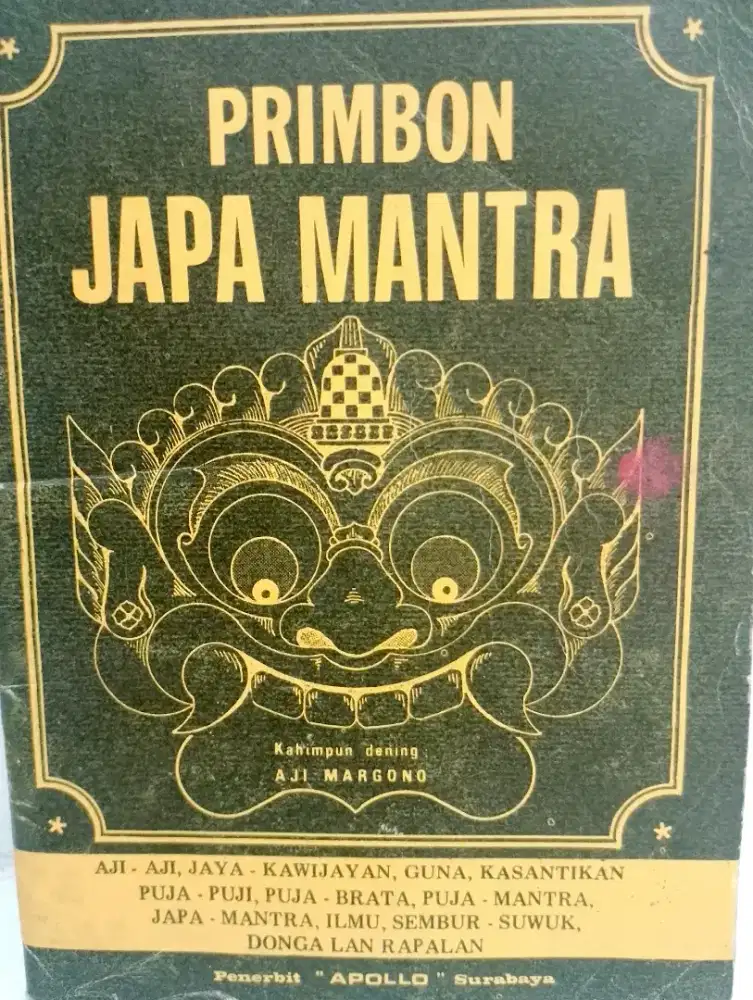 PRIMBON
JAPA MANTRA
Kahimpun dening
AJI MARGONO
AJI - AJI, JAYA - KAWIJAYAN, GUNA, KASANTIKAN
PUJA - PUJI, PUJA - BRATA, PUJA - MANTRA,
JAPA - MANTRA, ILMU, SEMBUR - SUWUK,
DONGA LAN RAPALAN
Penerbit " APOLLO " Surabaya